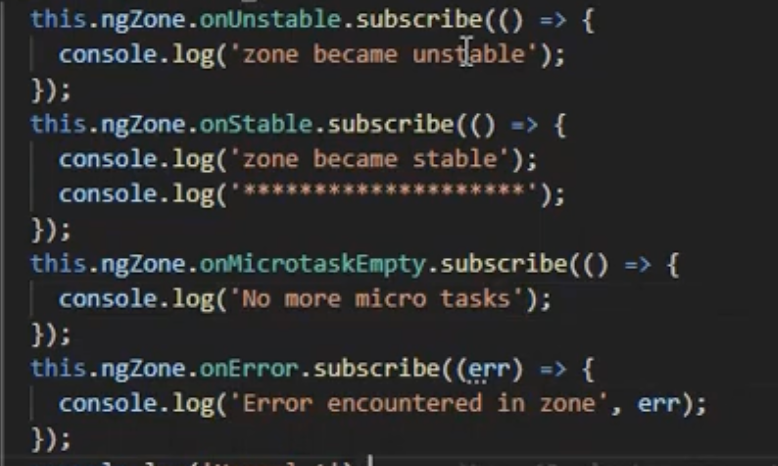 this.ngZone.onUnstable.subscribe(() => {
console.log('zone became unstable');
});
this.ngZone.onStable.subscribe(() => {
console.log('zone became stable');
console.log('********************');
});
this.ngZone.onMicrotaskEmpty.subscribe(() => {
console.log('No more micro tasks');
});
this.ngZone.onError.subscribe((err) => {
console.log('Error encountered in zone', err);
});